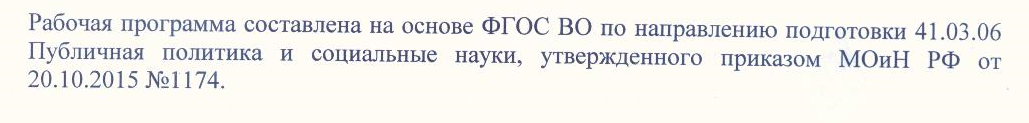 Рабочая программа составлена на основе ФГОС ВО по направлению подготовки 41.03.06
Публичная политика и социальные науки, утвержденного приказом МОиН РФ от
20.10.2015 №1174.